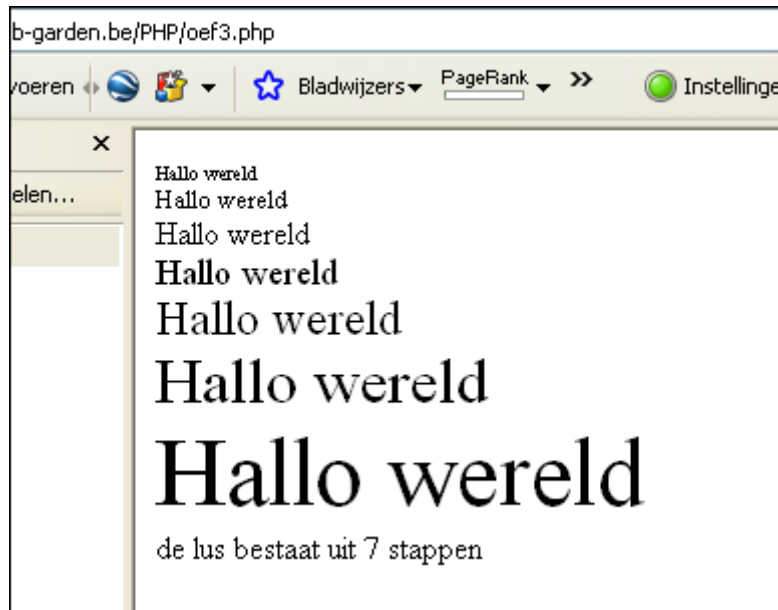 b-garden.be/PHP/oef3.php
voeren Bladwijzers PageRank Instellinge
elen...
Hallo wereld
Hallo wereld
Hallo wereld
Hallo wereld
Hallo wereld
Hallo wereld
Hallo wereld
de lus bestaat uit 7 stappen